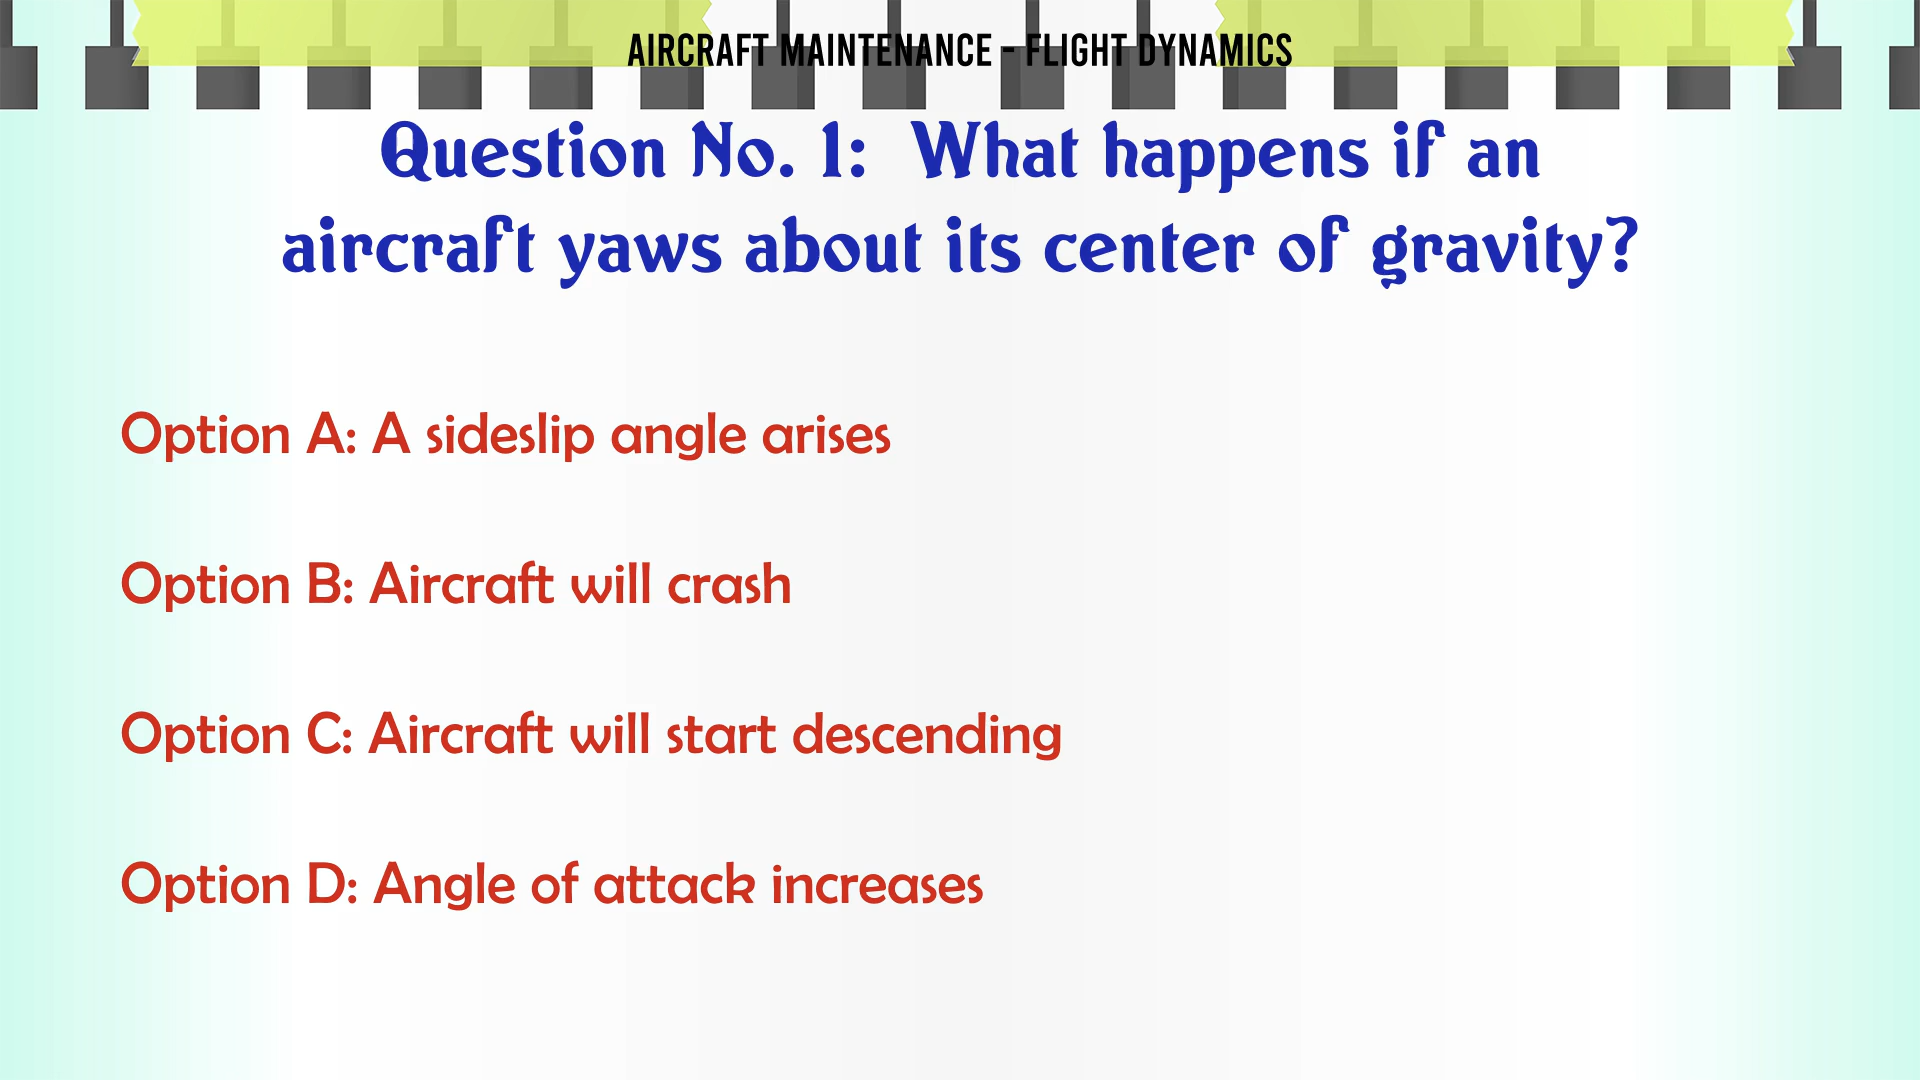 AIRCRAFT MAINTENANCE - FLIGHT DYNAMICS
Question No. 1: What happens if an
aircraft yaws about its center of gravity?
Option A: A sideslip angle arises
Option B: Aircraft will crash
Option C: Aircraft will start descending
Option D: Angle of attack increases